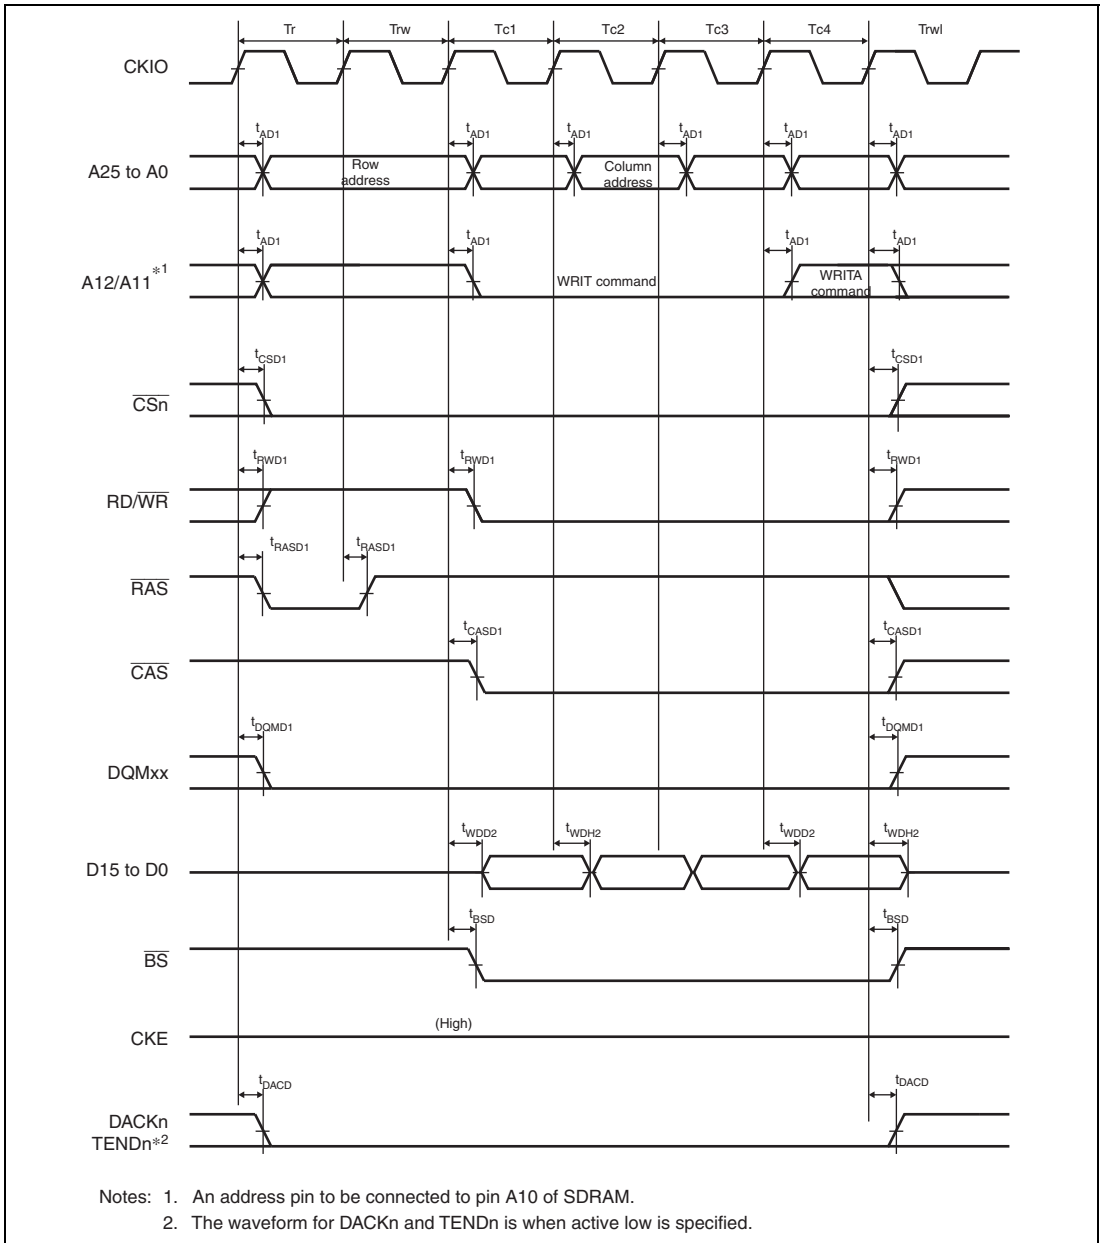 Tr Trw Tc1 Tc2 Tc3 Tc4 Trwl
CKIO
tAD1 tAD1 tAD1 tAD1 tAD1 tAD1
A25 to A0
Row
address
Column
address
tAD1 tAD1 tAD1 tAD1
A12/A11*1
WRIT command
WRITA
command
tCSD1 tCSD1
CSn
tRWD1 tRWD1 tRWD1
RD/WR
tRASD1 tRASD1
RAS
tCASD1 tCASD1
CAS
tDQMD1 tDQMD1
DQMxx
tWDD2 tWDH2 tWDD2 tWDH2
D15 to D0
tBSD tBSD
BS
(High)
CKE
tDACD tDACD
DACKn
TENDn*2
Notes: 1. An address pin to be connected to pin A10 of SDRAM.
2. The waveform for DACKn and TENDn is when active low is specified.